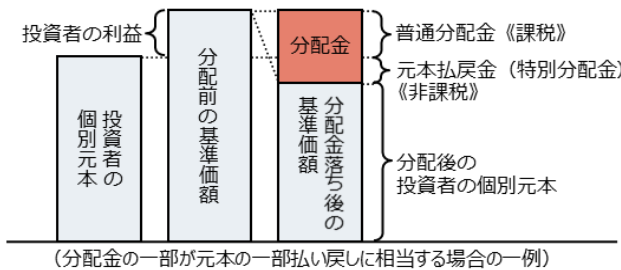 投資者の利益
分配金
普通分配金《課税》
元本払戻金（特別分配金）
《非課税》
投資者の
個別元本
分配前の基準価額
分配金落ち後の
基準価額
分配後の
投資者の個別元本
（分配金の一部が元本の一部払い戻しに相当する場合の一例）